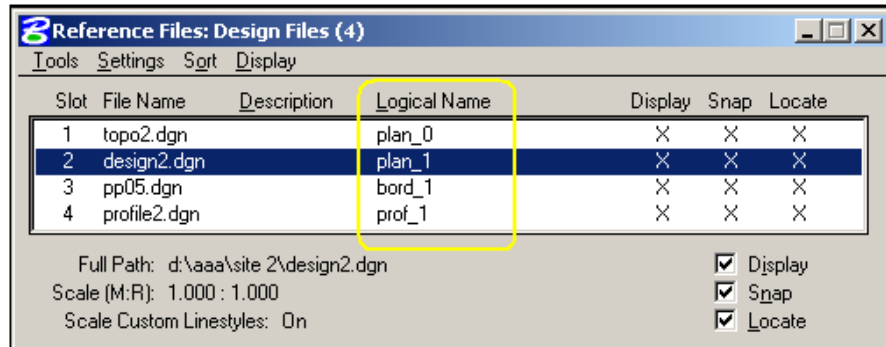 Reference Files: Design Files (4)
Tools Settings Sort Display
Slot File Name Description Logical Name Display Snap Locate
1 topo2.dgn plan_0 X X X
2 design2.dgn plan_1 X X X
3 pp05.dgn bord_1 X X X
4 profile2.dgn prof_1 X X X
Full Path: d:\aaa\site 2\design2.dgn Display
Scale (M:R): 1.000 : 1.000 Snap
Scale Custom Linestyles: On Locate